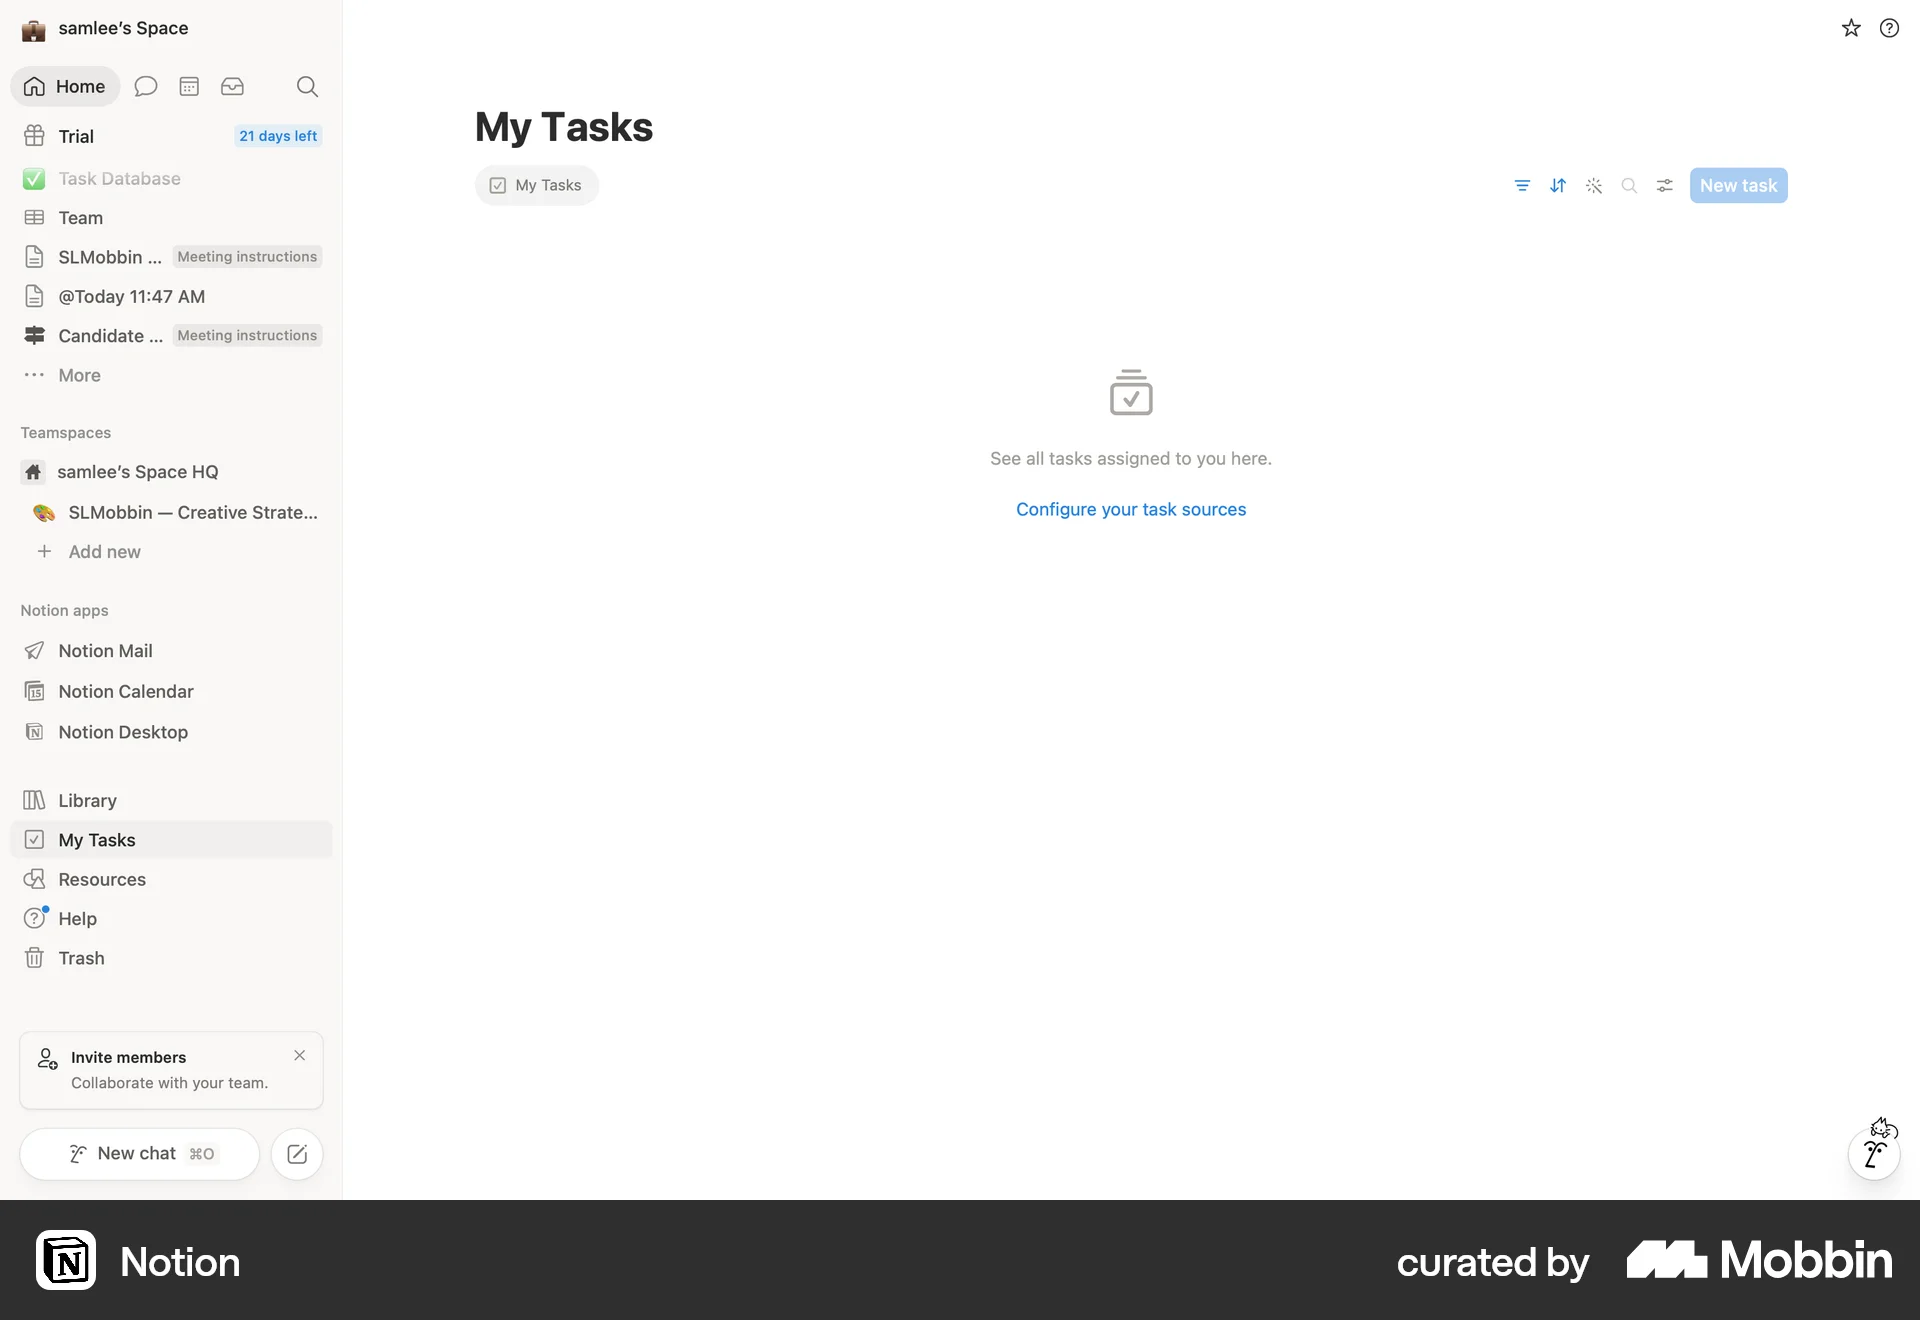 samlee's Space
Home
Trial 21 days left
Task Database
Team
SLMobbin ... Meeting instructions
@Today 11:47 AM
Candidate ... Meeting instructions
More
Teamspaces
samlee's Space HQ
SLMobbin — Creative Strate...
Add new
Notion apps
Notion Mail
15 Notion Calendar
N Notion Desktop
Library
My Tasks
Resources
Help
Trash
Invite members
Collaborate with your team.
New chat ⌘O
My Tasks
My Tasks
New task
See all tasks assigned to you here.
Configure your task sources
N Notion
curated by Mobbin